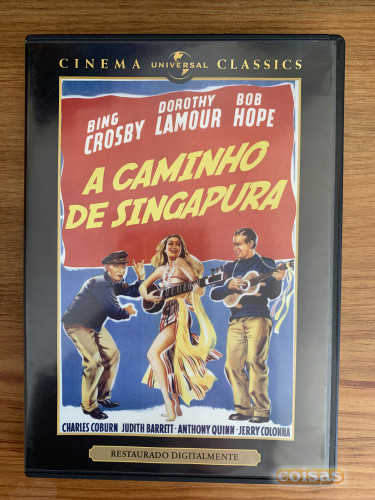 CINEMA UNIVERSAL CLASSICS
BING CROSBY
DOROTHY LAMOUR
BOB HOPE
A CAMINHO
DE SINGAPURA
CHARLES COBURN JUDITH BARRETT · ANTHONY QUINN · JERRY COLONNA
RESTAURADO DIGITALMENTE
coisas